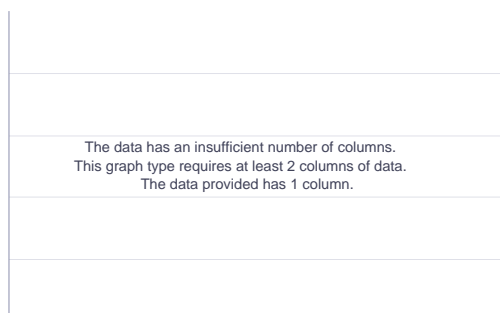 The data has an insufficient number of columns.
This graph type requires at least 2 columns of data.
The data provided has 1 column.